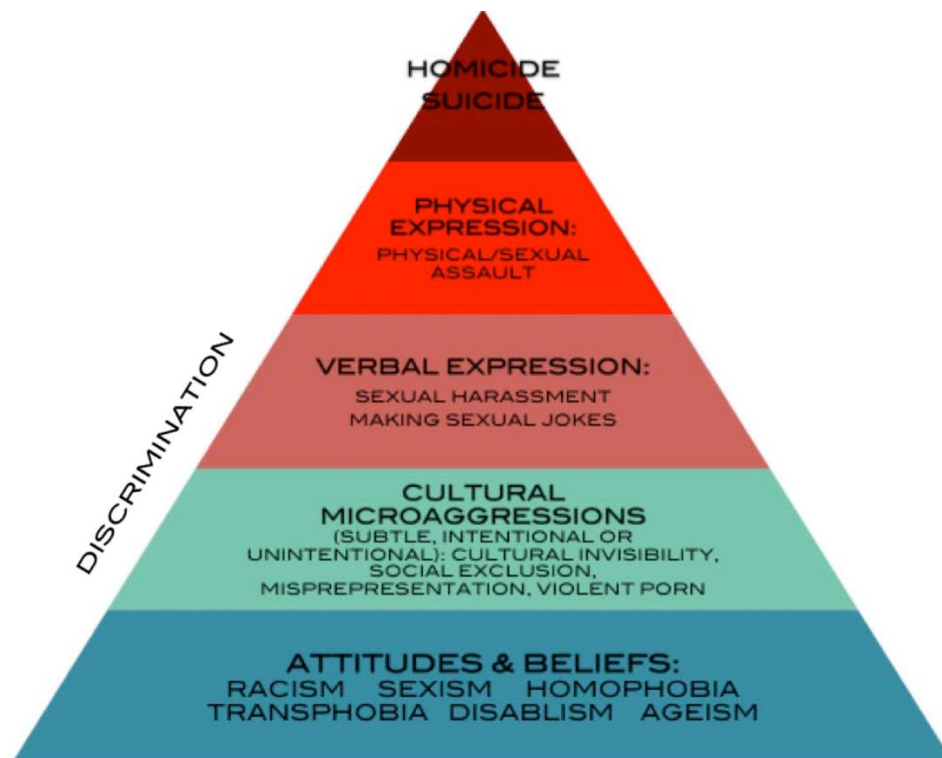 HOMICIDE
SUICIDE
PHYSICAL
EXPRESSION:
PHYSICAL/SEXUAL
ASSAULT
VERBAL EXPRESSION:
SEXUAL HARASSMENT
MAKING SEXUAL JOKES
DISCRIMINATION
CULTURAL
MICROAGGRESSIONS
(SUBTLE, INTENTIONAL OR
UNINTENTIONAL): CULTURAL INVISIBILITY,
SOCIAL EXCLUSION,
MISPREPRESENTATION, VIOLENT PORN
ATTITUDES & BELIEFS:
RACISM SEXISM HOMOPHOBIA
TRANSPHOBIA DISABLISM AGEISM